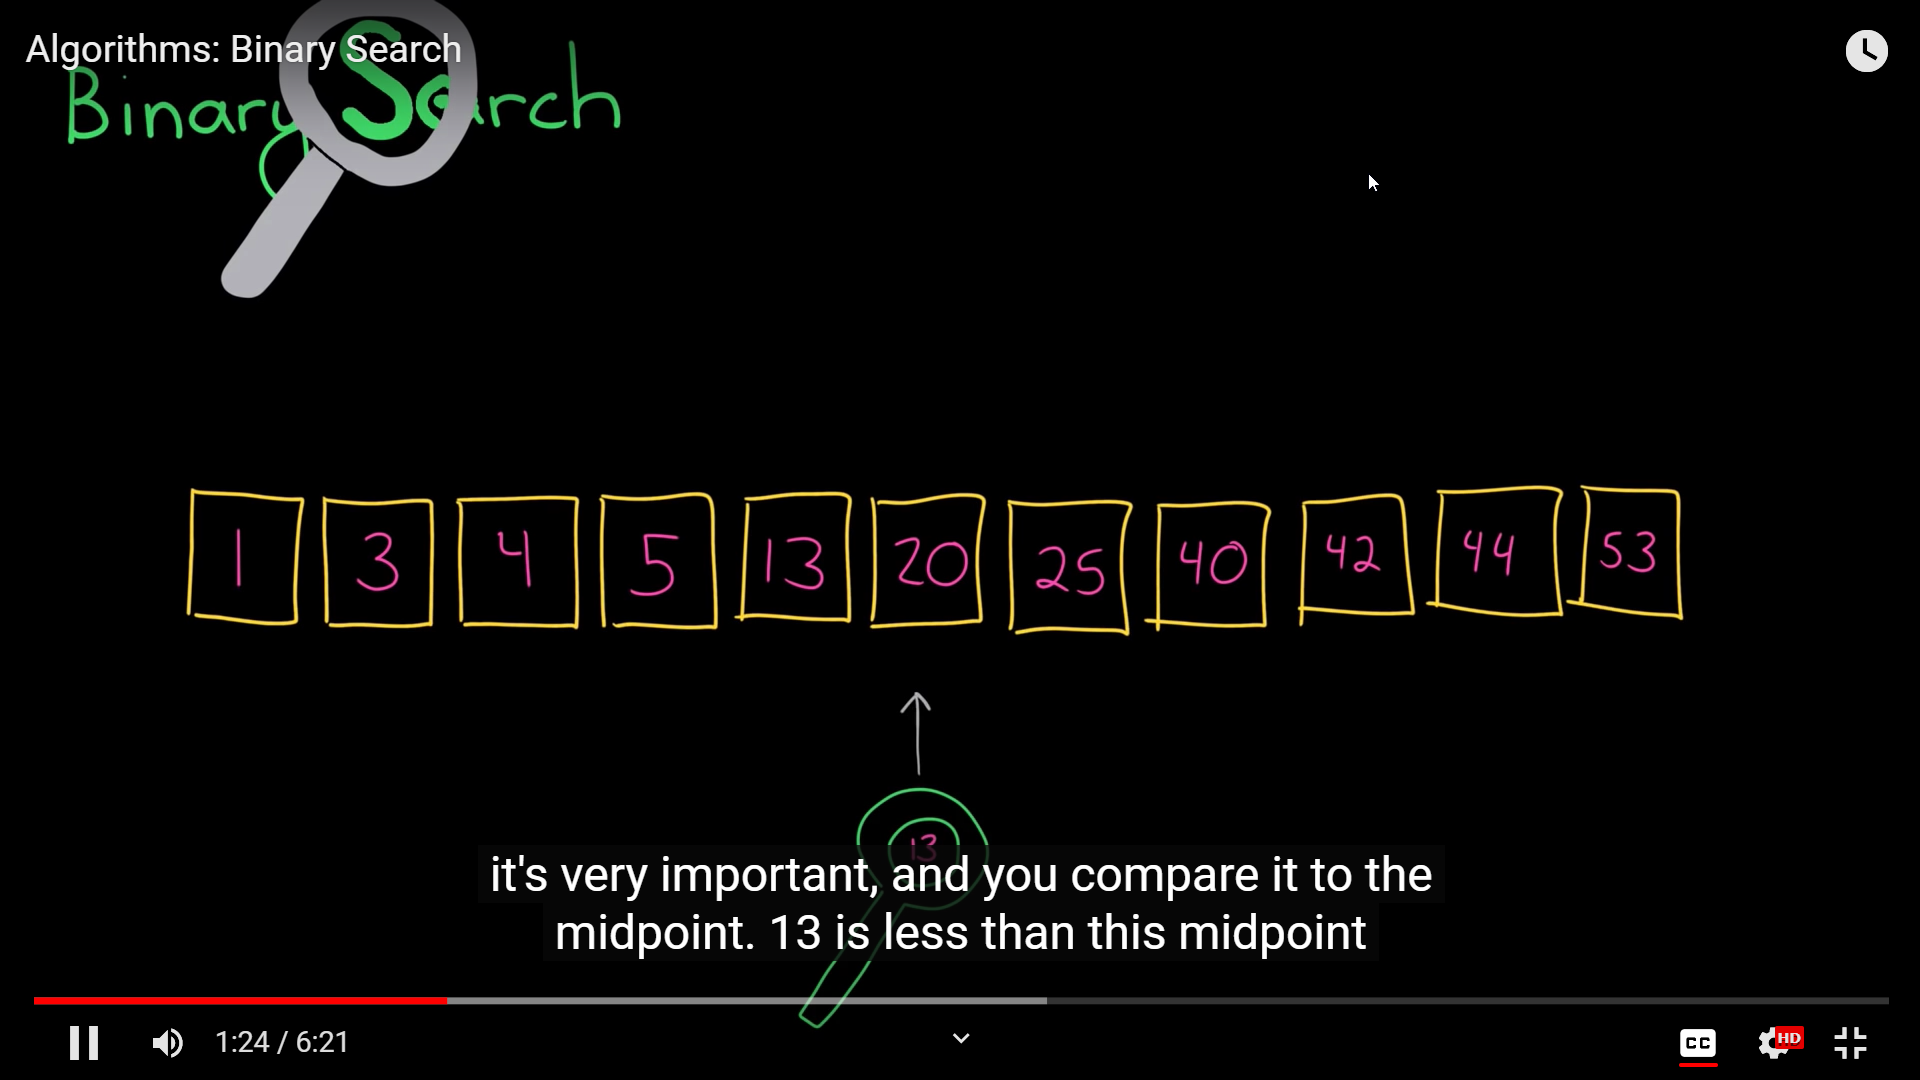 Algorithms: Binary Search
Binary Search
1 3 4 5 13 20 25 40 42 44 53
13
it's very important, and you compare it to the
midpoint. 13 is less than this midpoint
1:24 / 6:21
CC
HD